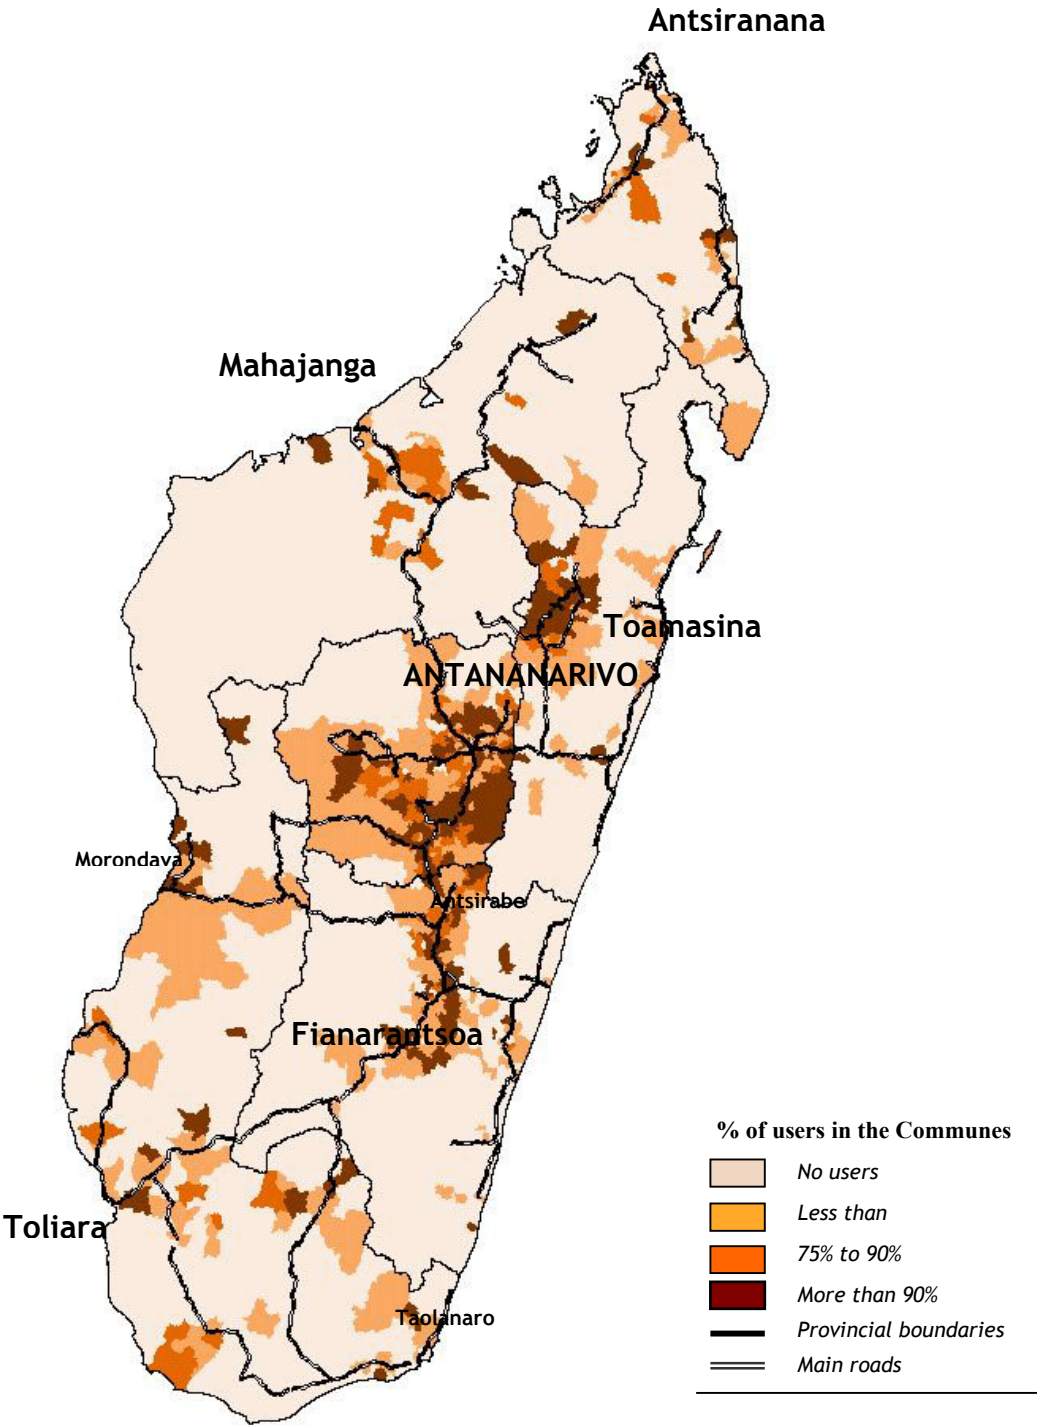 Antsiranana
Mahajanga
Toamasina
ANTANANARIVO
Morondava
Antsirabe
Fianarantsoa
% of users in the Communes
No users
Less than
75% to 90%
More than 90%
Provincial boundaries
Main roads
Toliara
Taolanaro